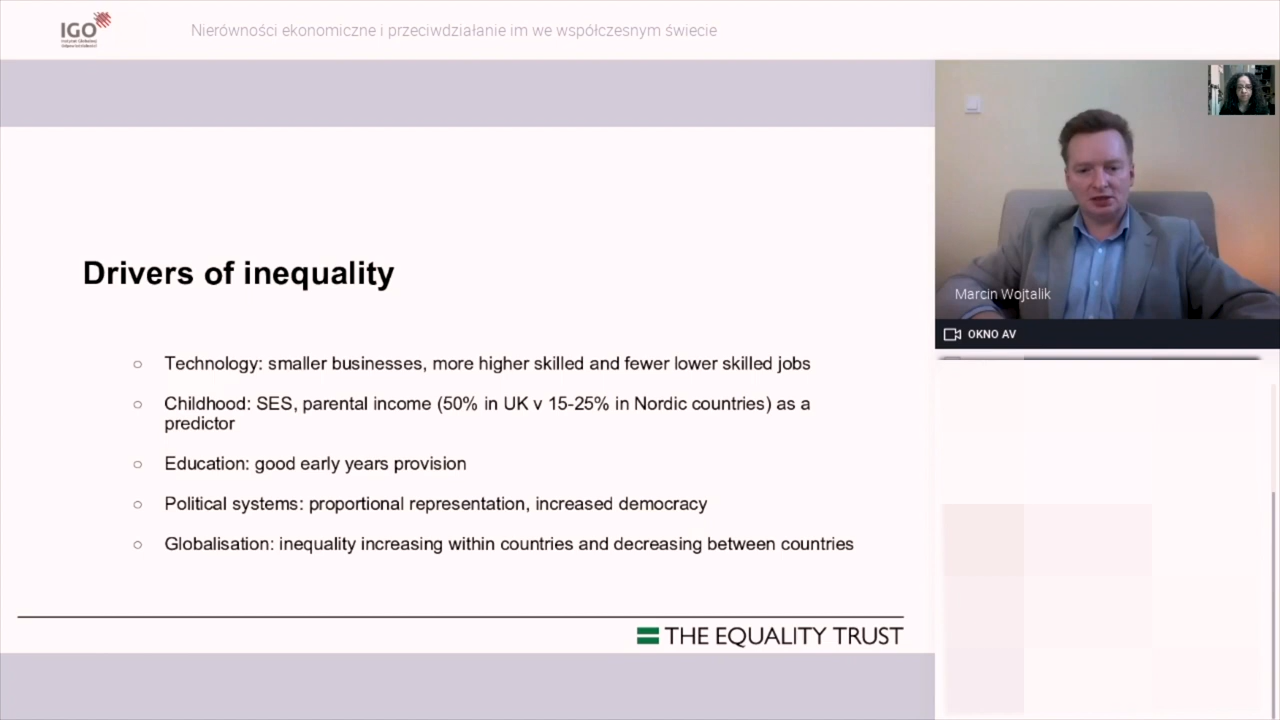 IGO
Nierówności ekonomiczne i przeciwdziałanie im we współczesnym świecie
Drivers of inequality
○ Technology: smaller businesses, more higher skilled and fewer lower skilled jobs
○ Childhood: SES, parental income (50% in UK v 15-25% in Nordic countries) as a
predictor
○ Education: good early years provision
○ Political systems: proportional representation, increased democracy
○ Globalisation: inequality increasing within countries and decreasing between countries
THE EQUALITY TRUST
Marcin Wojtalik
OKNO AV